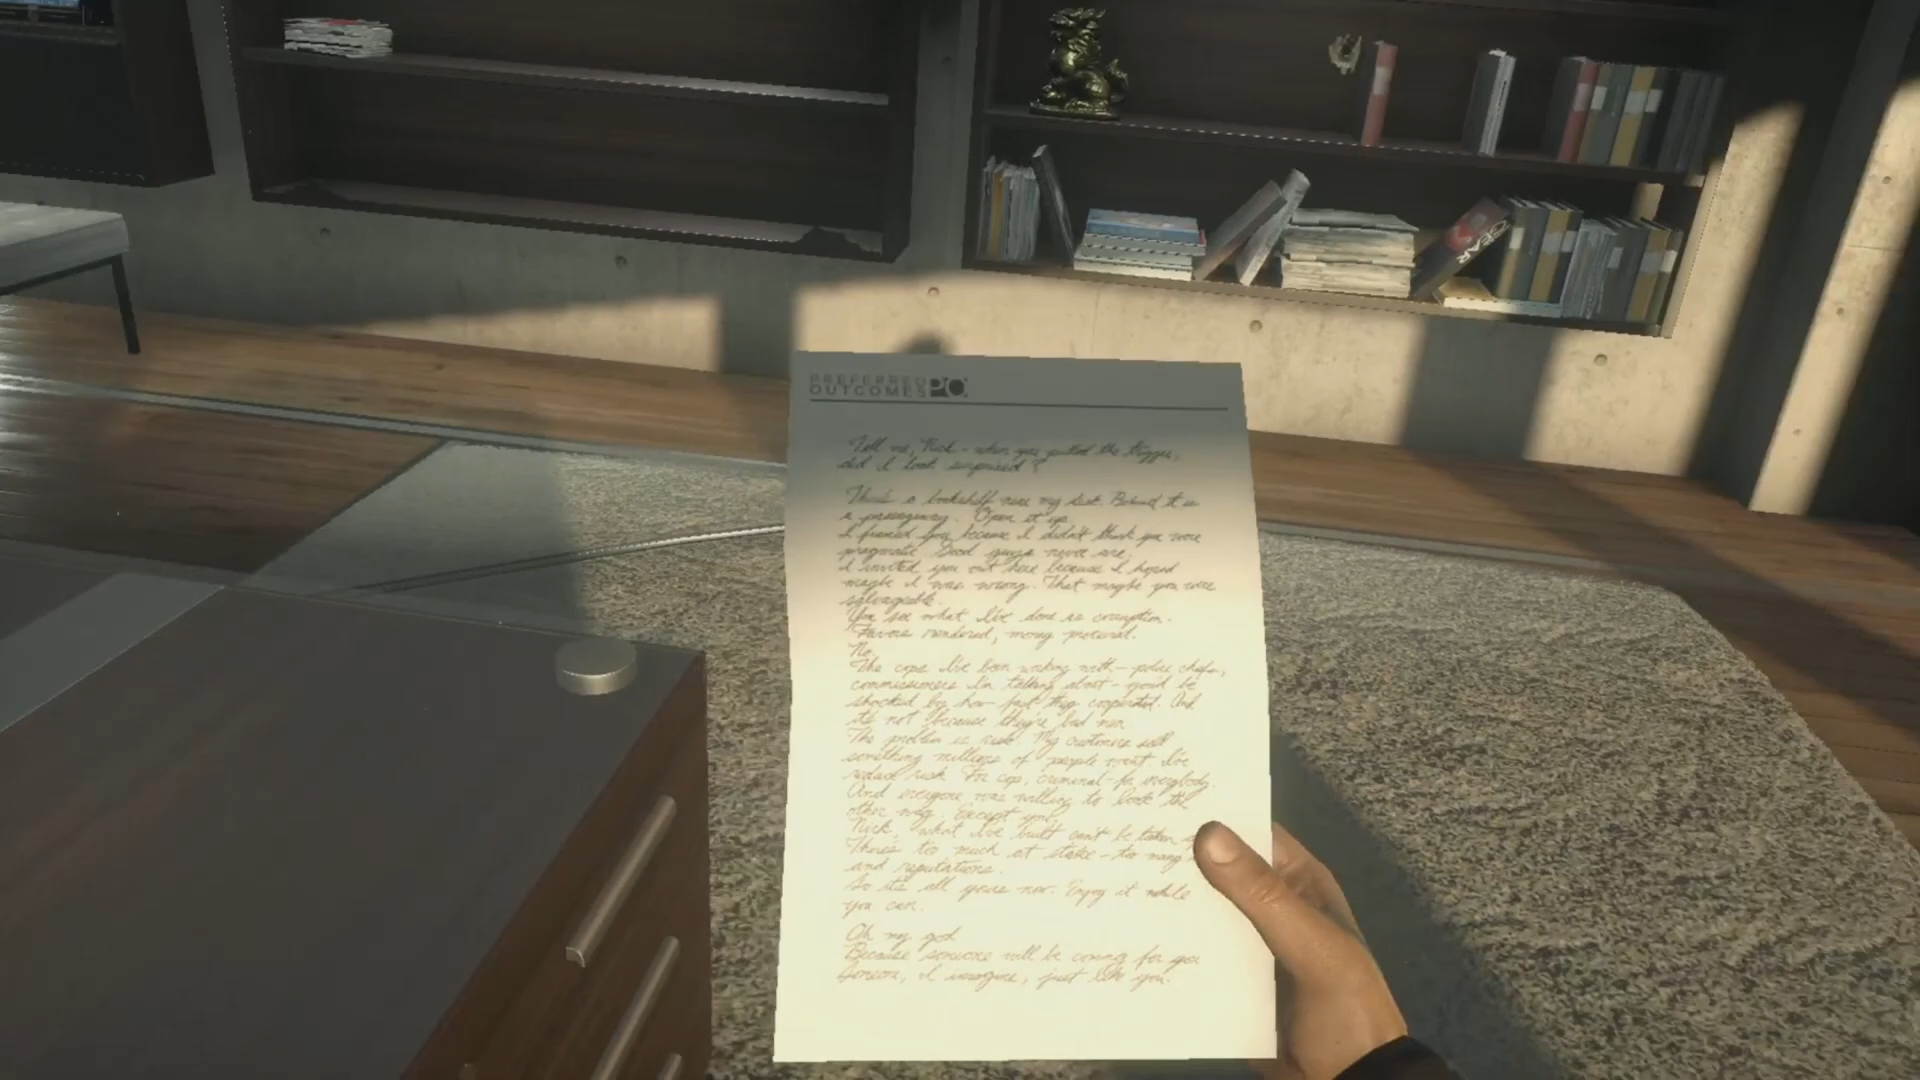 GEAR
PREFERRED
OUTCOMES PO
Tell me, Nick - when you pulled the trigger,
did I look surprised?
There's a bookshelf near my desk. Behind it is
a passageway. Open it up.
I framed you because I didn't think you were
pragmatic. Good guys never are.
I invited you out here because I hoped
maybe I was wrong. That maybe you were
salvageable.
You see what I've done as corruption.
Favors rendered, money procured.
No.
The cops I've been working with - police chiefs,
commissioners I'm talking about - you'd be
shocked by how fast they cooperated. And
it's not because they're bad men.
The problem is risk. My customers sell
something millions of people want. I've
reduced risk. For cop, criminal - for everybody.
And everyone was willing to look the
other way. Except you.
Nick, what I've built can't be taken
There's too much at stake - too many
and reputations.
So it's all yours now. Enjoy it while
you can.
Oh my god.
Because someone will be coming for you
Someone, I imagine, just like you.